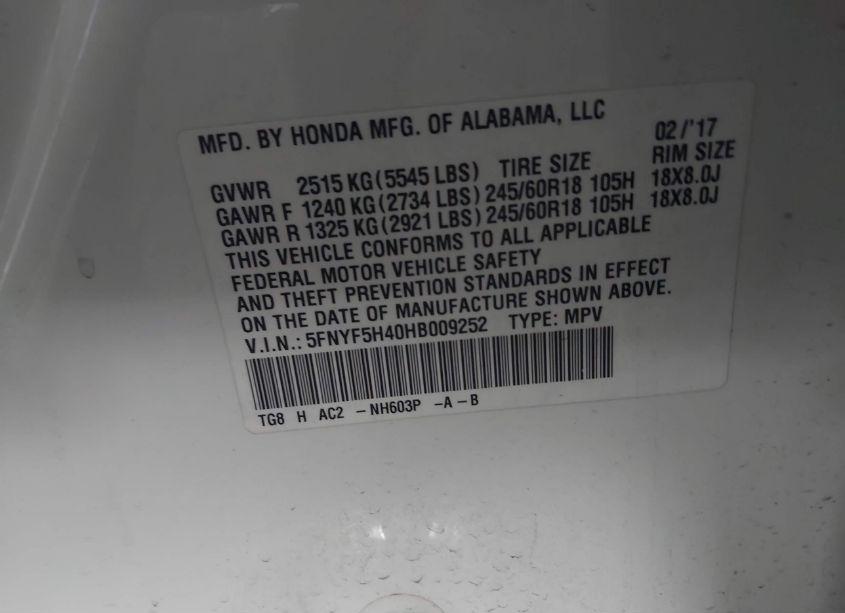 MFD. BY HONDA MFG. OF ALABAMA, LLC 02/'17
GVWR 2515 KG(5545 LBS) TIRE SIZE RIM SIZE
GAWR F 1240 KG(2734 LBS) 245/60R18 105H 18X8.0J
GAWR R 1325 KG(2921 LBS) 245/60R18 105H 18X8.0J
THIS VEHICLE CONFORMS TO ALL APPLICABLE
FEDERAL MOTOR VEHICLE SAFETY
AND THEFT PREVENTION STANDARDS IN EFFECT
ON THE DATE OF MANUFACTURE SHOWN ABOVE.
V.I.N.: 5FNYF5H40HB009252 TYPE: MPV
TG8 H AC2 -NH603P -A-B